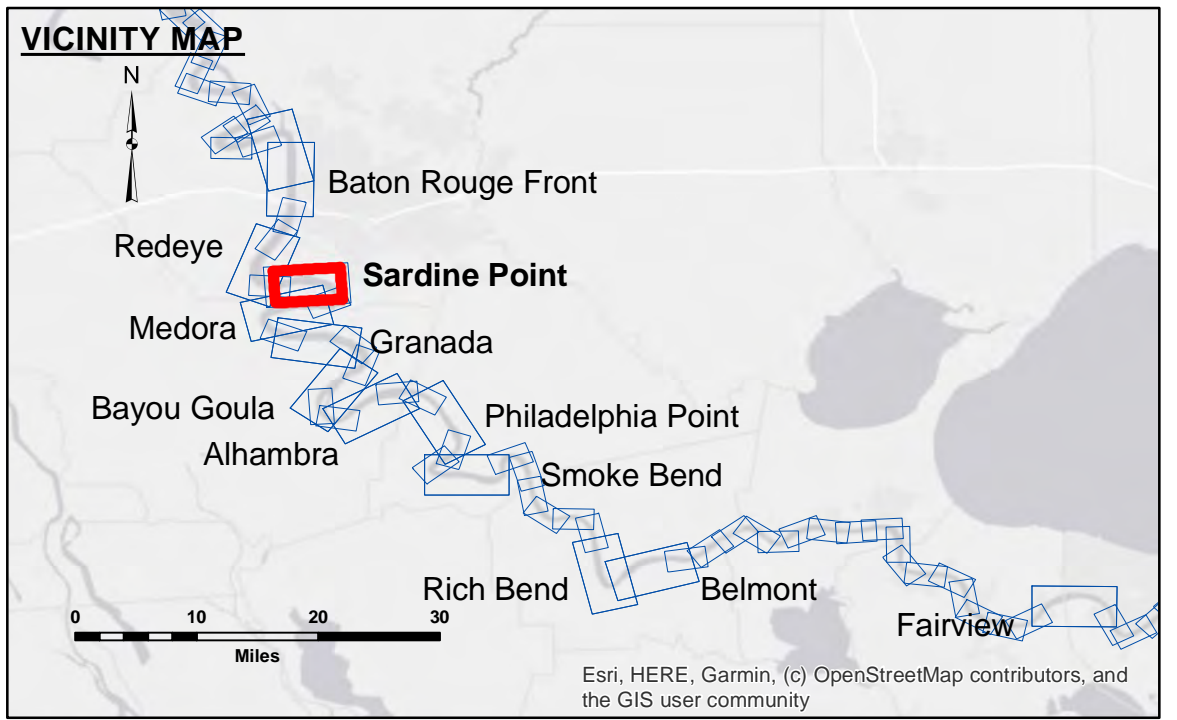 VICINITY MAP
N
Baton Rouge Front
Redeye
Sardine Point
Medora
Granada
Bayou Goula
Philadelphia Point
Alhambra
Smoke Bend
Rich Bend
Belmont
Fairview
0 10 20 30
Miles
Esri, HERE, Garmin, (c) OpenStreetMap contributors, and
the GIS user community